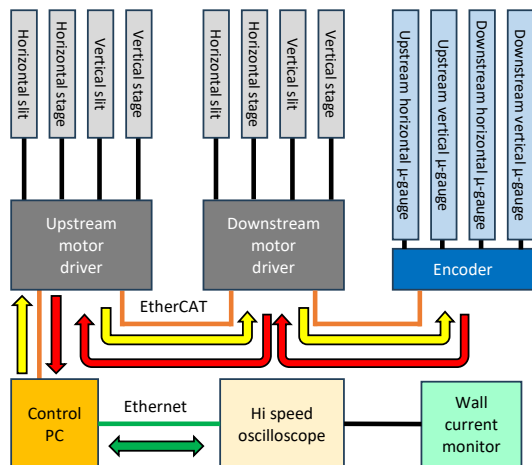 Horizontal slit
Horizontal stage
Vertical slit
Vertical stage
Horizontal slit
Horizontal stage
Vertical slit
Vertical stage
Upstream horizontal μ-gauge
Upstream vertical μ-gauge
Downstream horizontal μ-gauge
Downstream vertical μ-gauge
Upstream
motor
driver
Downstream
motor
driver
Encoder
EtherCAT
Control
PC
Ethernet
Hi speed
oscilloscope
Wall
current
monitor